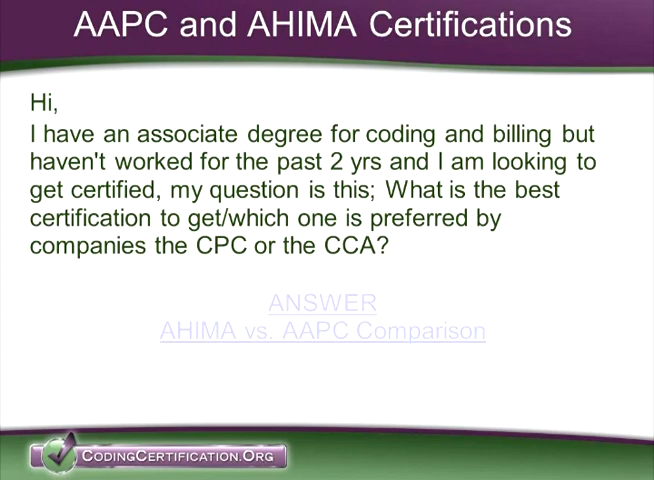 AAPC and AHIMA Certifications
Hi,
I have an associate degree for coding and billing but
haven't worked for the past 2 yrs and I am looking to
get certified, my question is this; What is the best
certification to get/which one is preferred by
companies the CPC or the CCA?
ANSWER
AHIMA vs. AAPC Comparison
CODINGCERTIFICATION.ORG